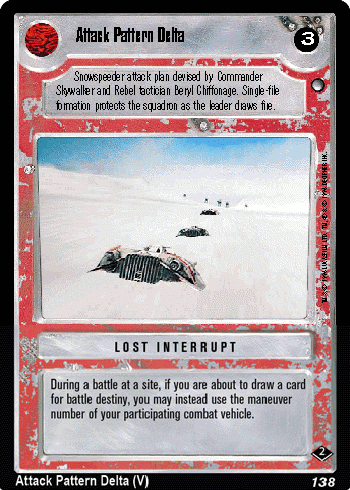 Attack Pattern Delta
3
Snowspeeder attack plan devised by Commander
Skywalker and Rebel tactician Beryl Chiffonage. Single-file
formation protects the squadron as the leader draws fire.
LOST INTERRUPT
During a battle at a site, if you are about to draw a card
for battle destiny, you may instead use the maneuver
number of your participating combat vehicle.
2
Attack Pattern Delta (V)
138